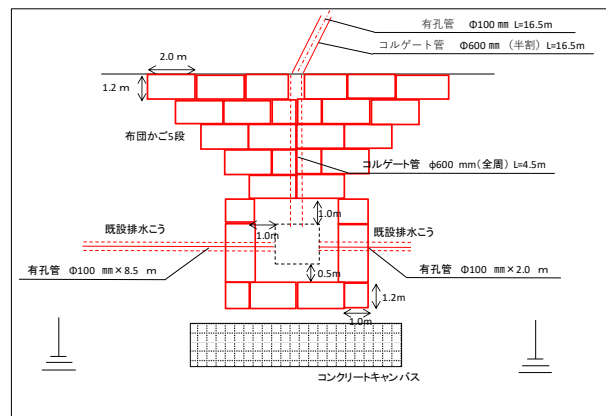 有孔管 Φ100 ㎜ L=16.5m
コルゲート管 Φ600 ㎜ (半割) L=16.5m
2.0 m
1.2 m
布団かご5段
コルゲート管 φ600 mm(全周) L=4.5m
1.0m
1.0m
既設排水こう
既設排水こう
有孔管 Φ100 ㎜×8.5 m
0.5m
有孔管 Φ100 ㎜×2.0 m
1.2m
1.0m
コンクリートキャンバス